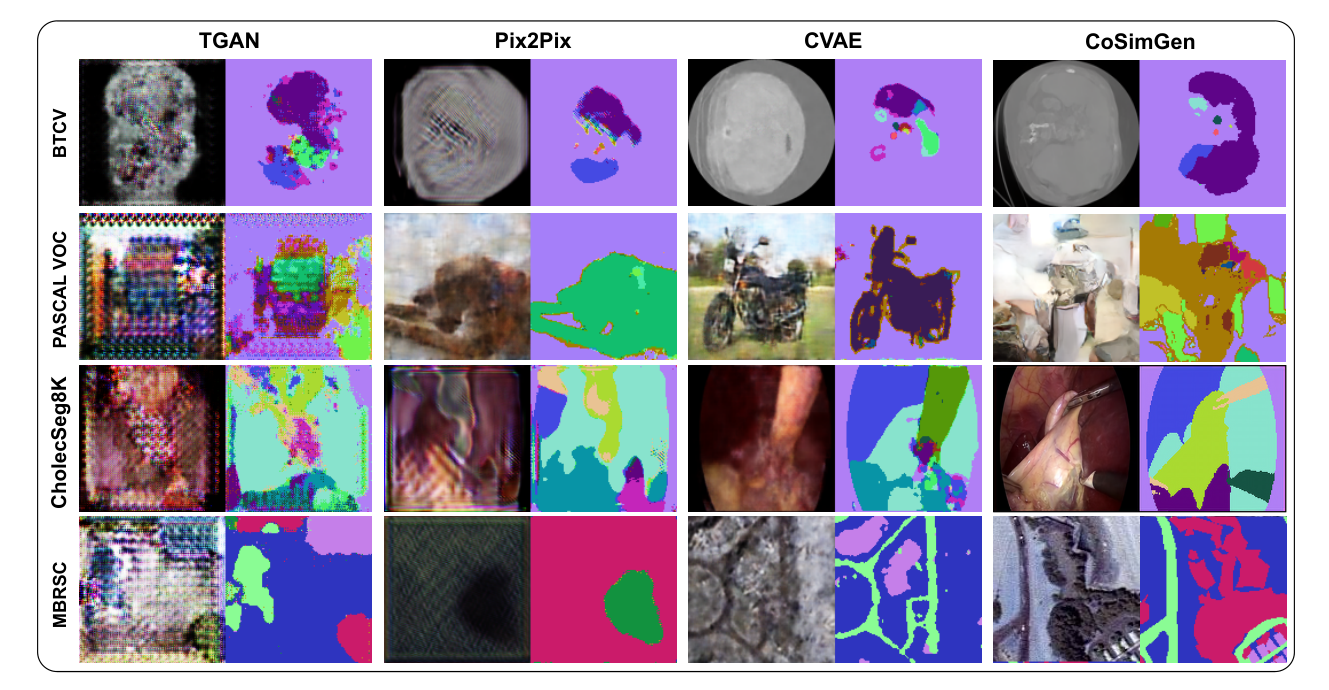 TGAN Pix2Pix CVAE CoSimGen
BTCV
PASCAL VOC
CholecSeg8K
MBRSC